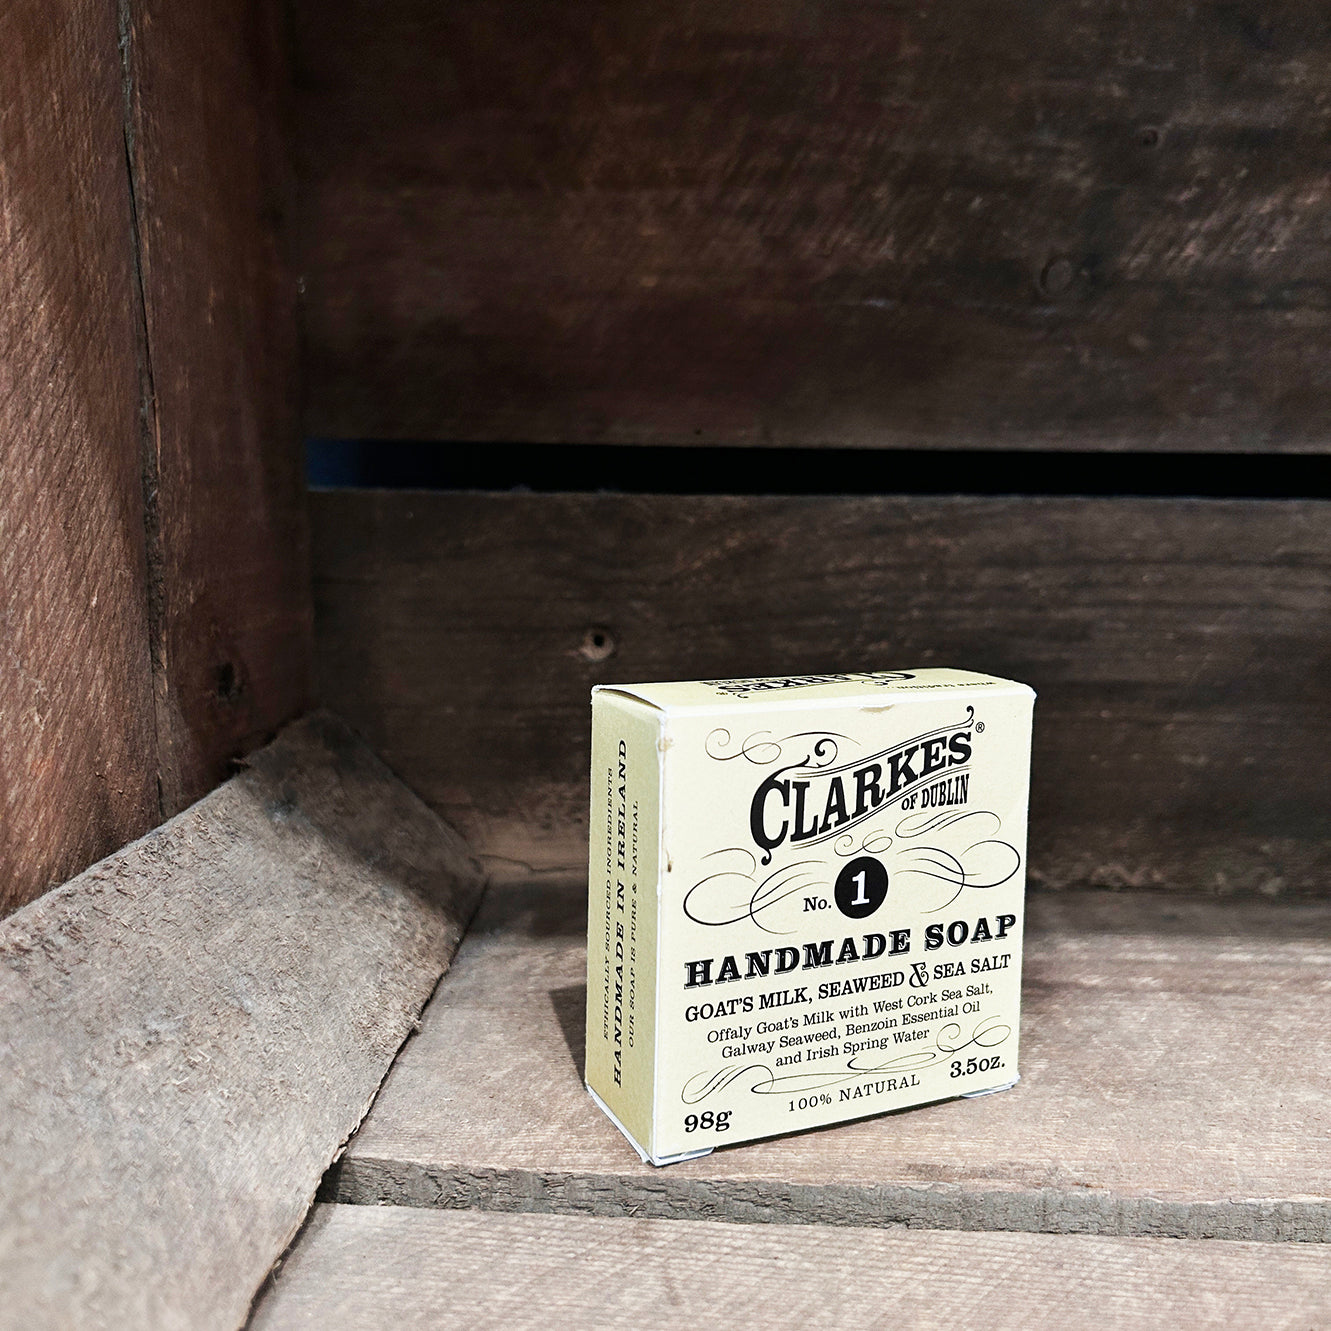 CLARKES®
OF DUBLIN
No. 1
HANDMADE SOAP
GOAT'S MILK, SEAWEED & SEA SALT
Offaly Goat's Milk with West Cork Sea Salt,
Galway Seaweed, Benzoin Essential Oil
and Irish Spring Water
100% NATURAL
98g
3.5oz.
ETHICALLY SOURCED INGREDIENTS
HANDMADE IN IRELAND
OUR SOAP IS PURE & NATURAL
CLARKES